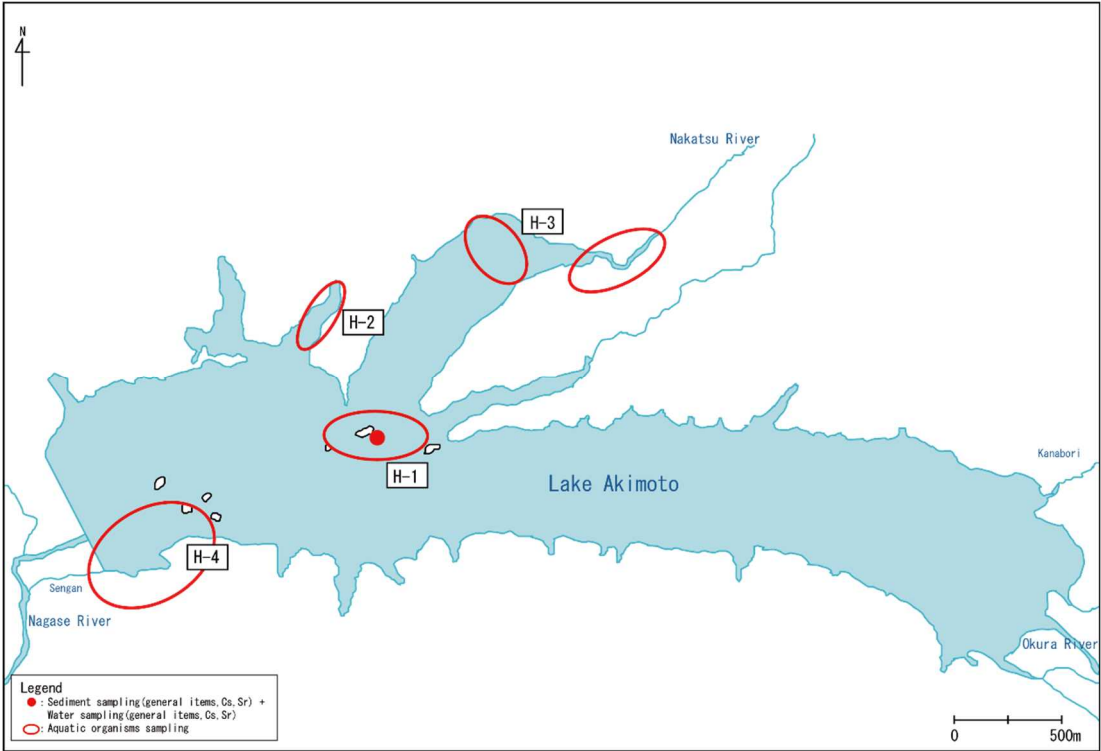 N
Nakatsu River
H-3
H-2
H-1
Lake Akimoto
Kanabori
H-4
Sengan
Nagase River
Okura River
Legend
: Sediment sampling(general items, Cs, Sr) +
Water sampling(general items, Cs, Sr)
: Aquatic organisms sampling
0 500m